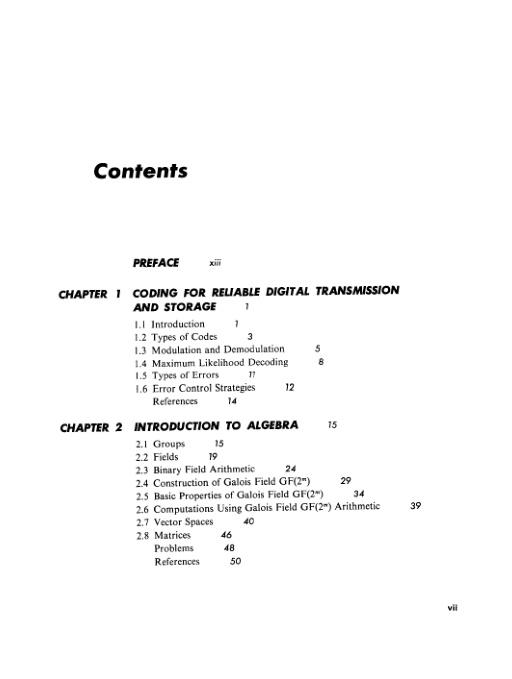 Contents
PREFACE xiii
CHAPTER 1 CODING FOR RELIABLE DIGITAL TRANSMISSION
AND STORAGE 1
1.1 Introduction 1
1.2 Types of Codes 3
1.3 Modulation and Demodulation 5
1.4 Maximum Likelihood Decoding 8
1.5 Types of Errors 11
1.6 Error Control Strategies 12
References 14
CHAPTER 2 INTRODUCTION TO ALGEBRA 15
2.1 Groups 15
2.2 Fields 19
2.3 Binary Field Arithmetic 24
2.4 Construction of Galois Field GF(2ᵐ) 29
2.5 Basic Properties of Galois Field GF(2ᵐ) 34
2.6 Computations Using Galois Field GF(2ᵐ) Arithmetic 39
2.7 Vector Spaces 40
2.8 Matrices 46
Problems 48
References 50
vii